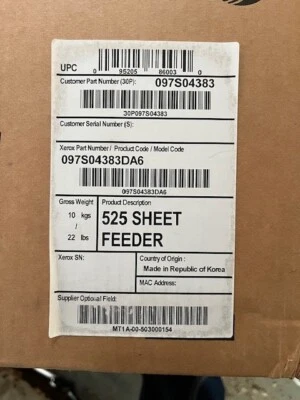 UPC
0 95205 86003 0
Customer Part Number (30P): 097S04383
30P097S04383
Customer Serial Number (S):
Xerox Part Number / Product Code / Model Code
097S04383DA6
097S04383DA6
Gross Weight Product Description
10 kgs
/
22 lbs
525 SHEET
FEEDER
Xerox SN:
Country of Origin :
Made in Republic of Korea
MAC Address:
Supplier Optional Field:
MT1A-00-503000154